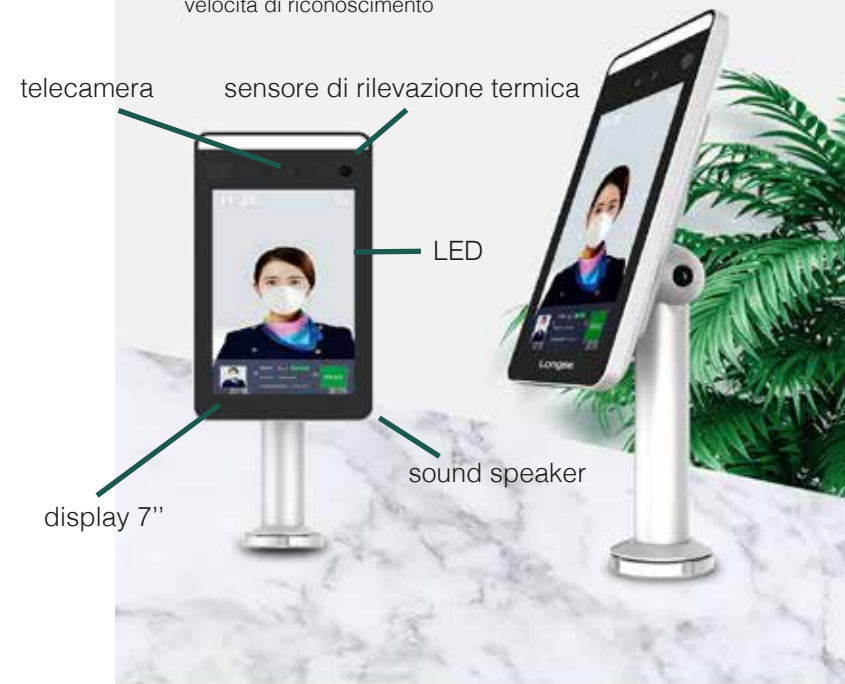 velocità di riconoscimento
telecamera
sensore di rilevazione termica
LED
Longse
sound speaker
display 7''